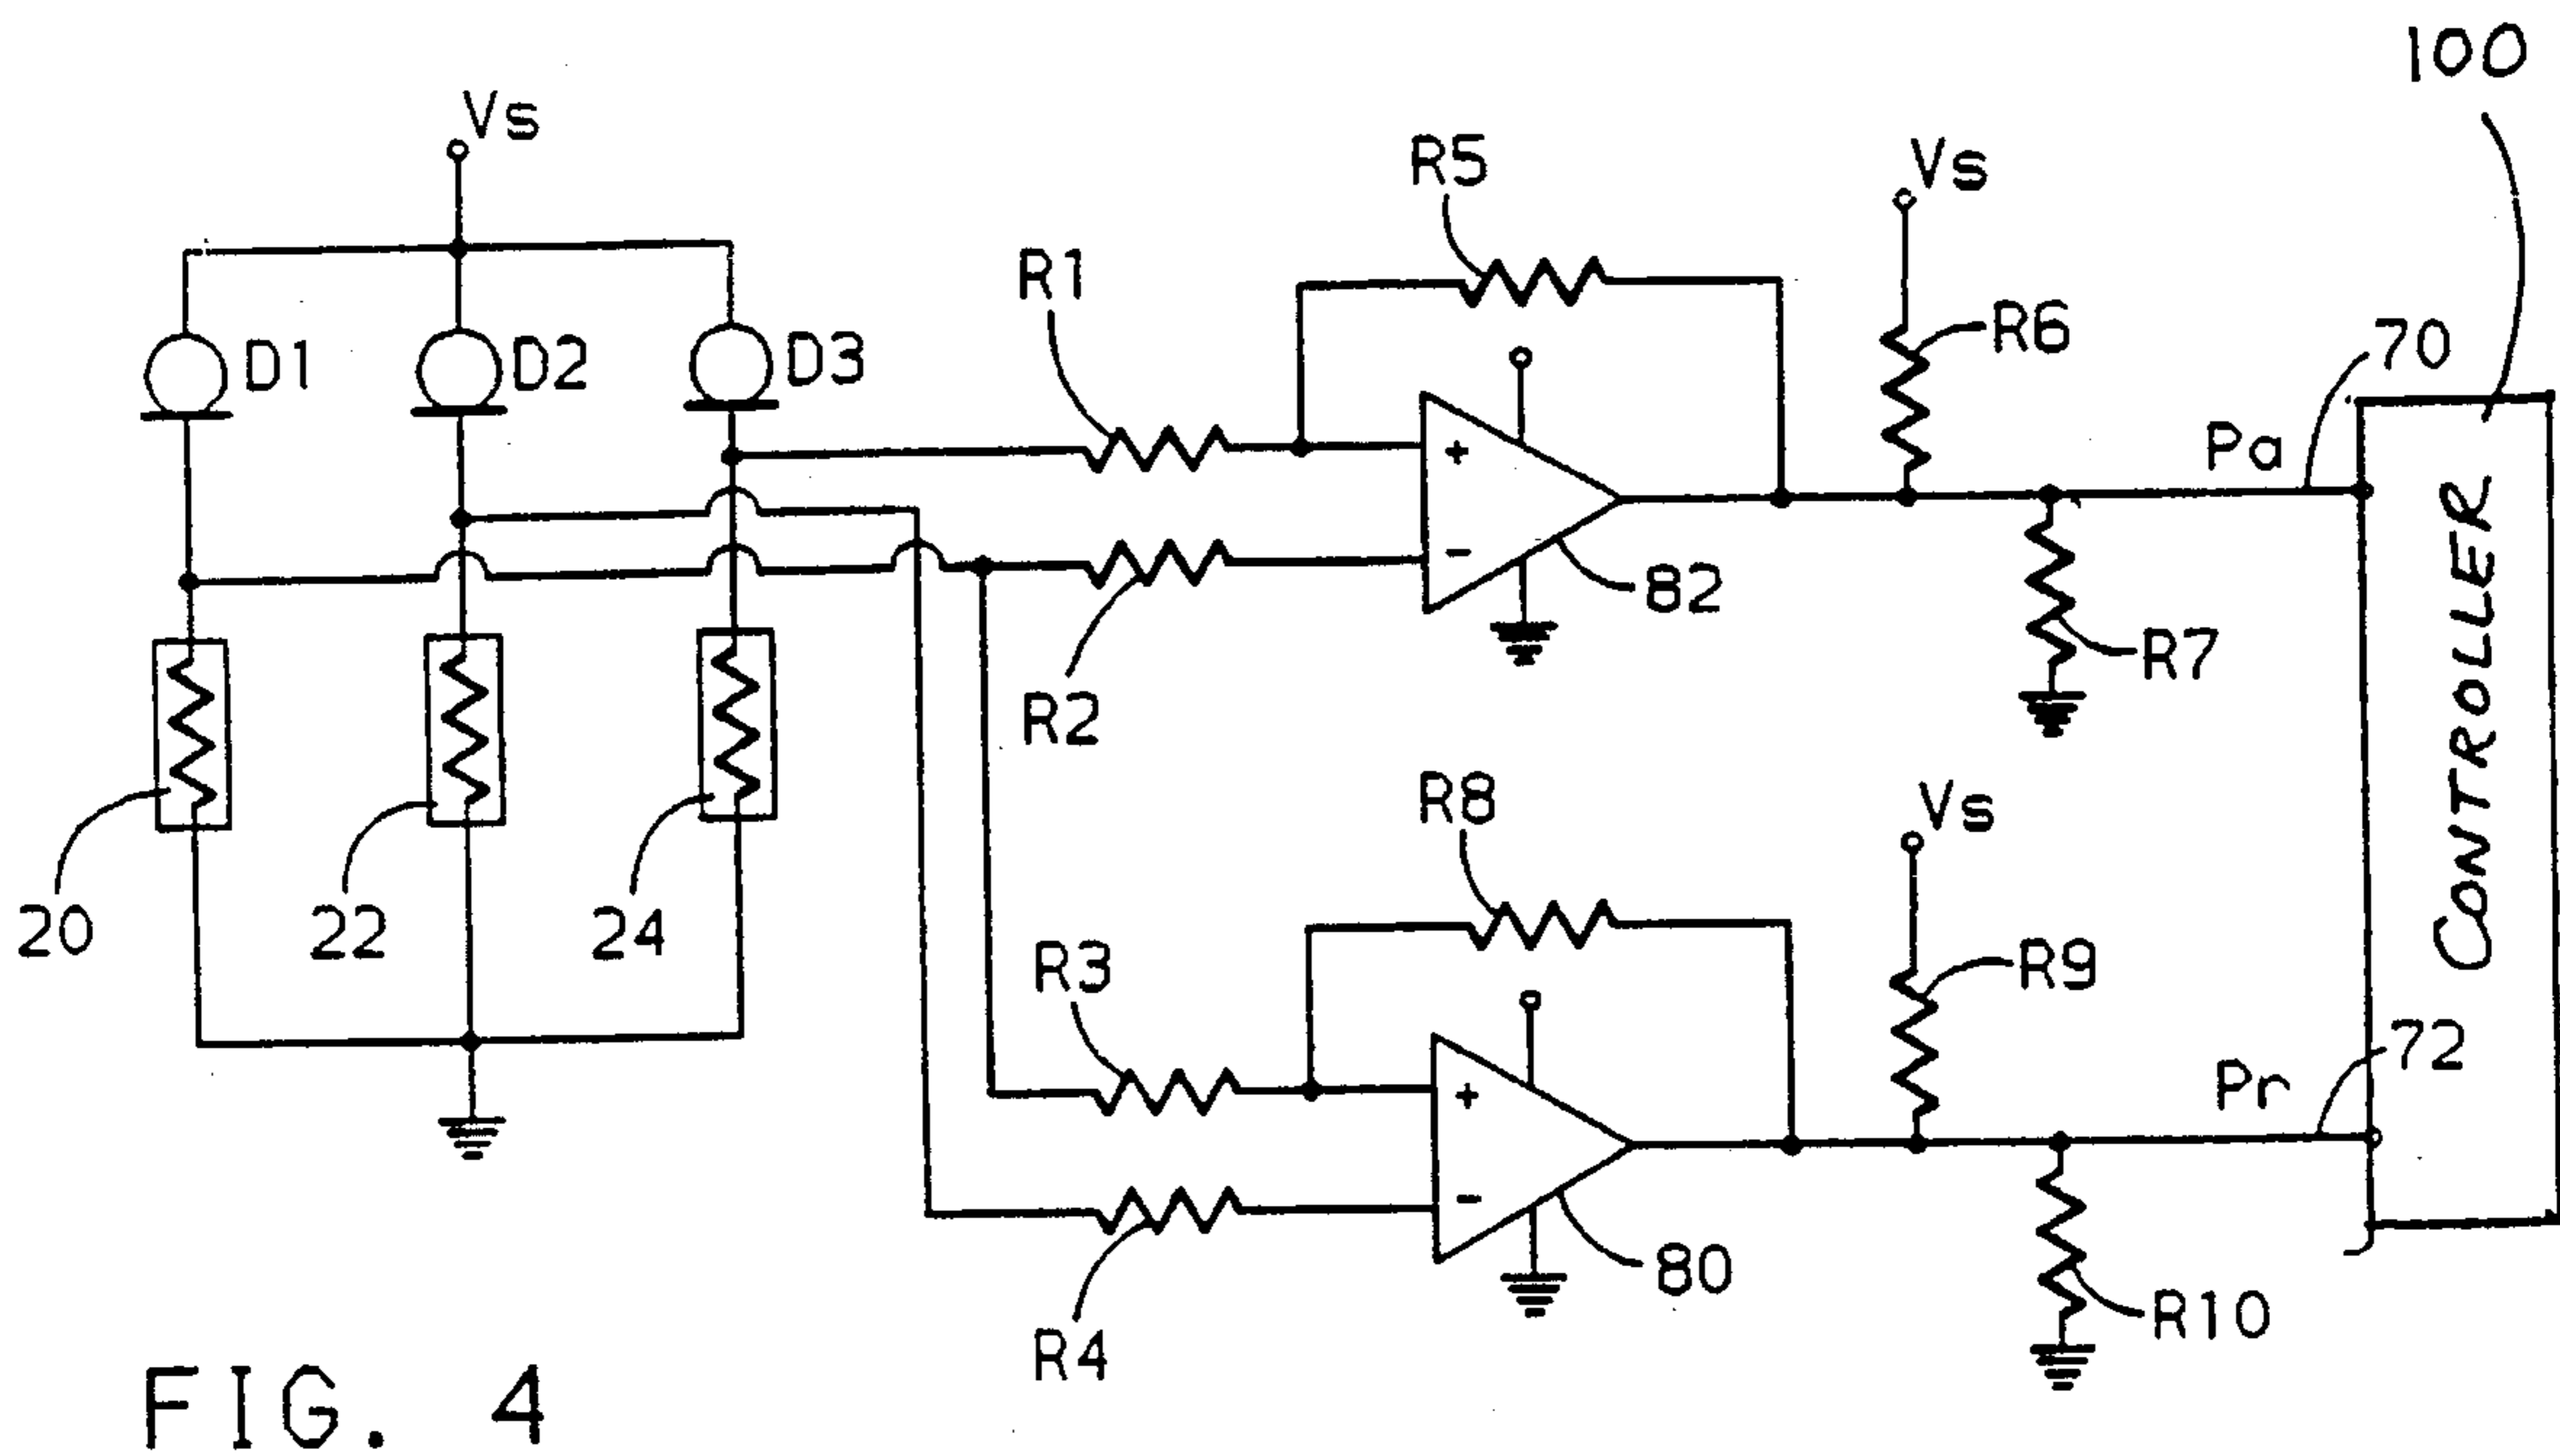 100
Vs
R5
Vs
R1
R6
70
D1
D2
D3
Pa
+
-
82
R2
R7
CONTROLLER
R8
Vs
20
22
24
R3
R9
72
Pr
+
-
80
R4
R10
FIG. 4